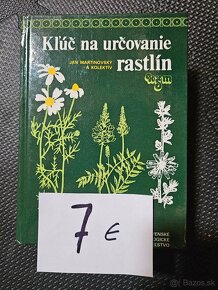 Kľúč na určovanie
JÁN MARTINOVSKÝ
A KOLEKTÍV
rastlín
7 €
Bazos.sk